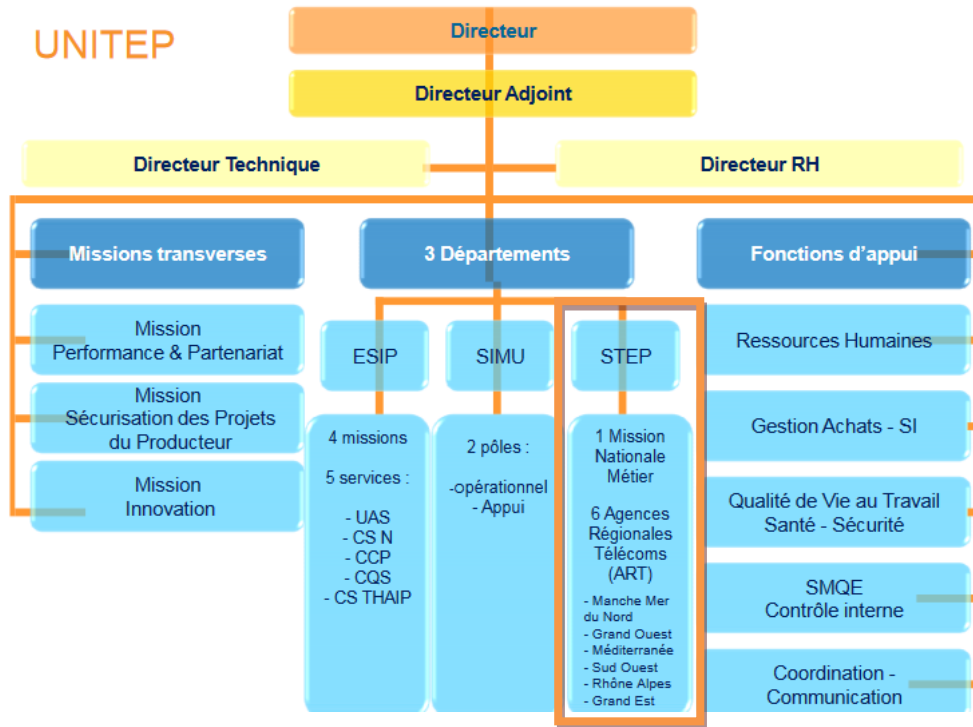 UNITEP
Directeur
Directeur Adjoint
Directeur Technique
Directeur RH
Missions transverses
3 Départements
Fonctions d'appui
Mission
Performance & Partenariat
Mission
Sécurisation des Projets
du Producteur
Mission
Innovation
ESIP
SIMU
STEP
4 missions
5 services :
- UAS
- CS N
- CCP
- CQS
- CS THAIP
2 pôles :
-opérationnel
- Appui
1 Mission
Nationale
Métier
6 Agences
Régionales
Télécoms
(ART)
- Manche Mer
du Nord
- Grand Ouest
- Méditerranée
- Sud Ouest
- Rhône Alpes
- Grand Est
Ressources Humaines
Gestion Achats - SI
Qualité de Vie au Travail
Santé - Sécurité
SMQE
Contrôle interne
Coordination -
Communication